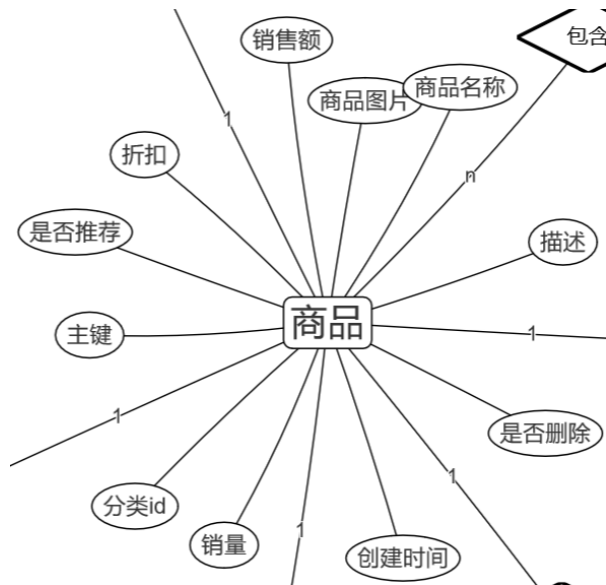 销售额
包含
商品图片
商品名称
1
折扣
n
是否推荐
描述
商品
主键
1
1
是否删除
1
分类id
销量
1
创建时间